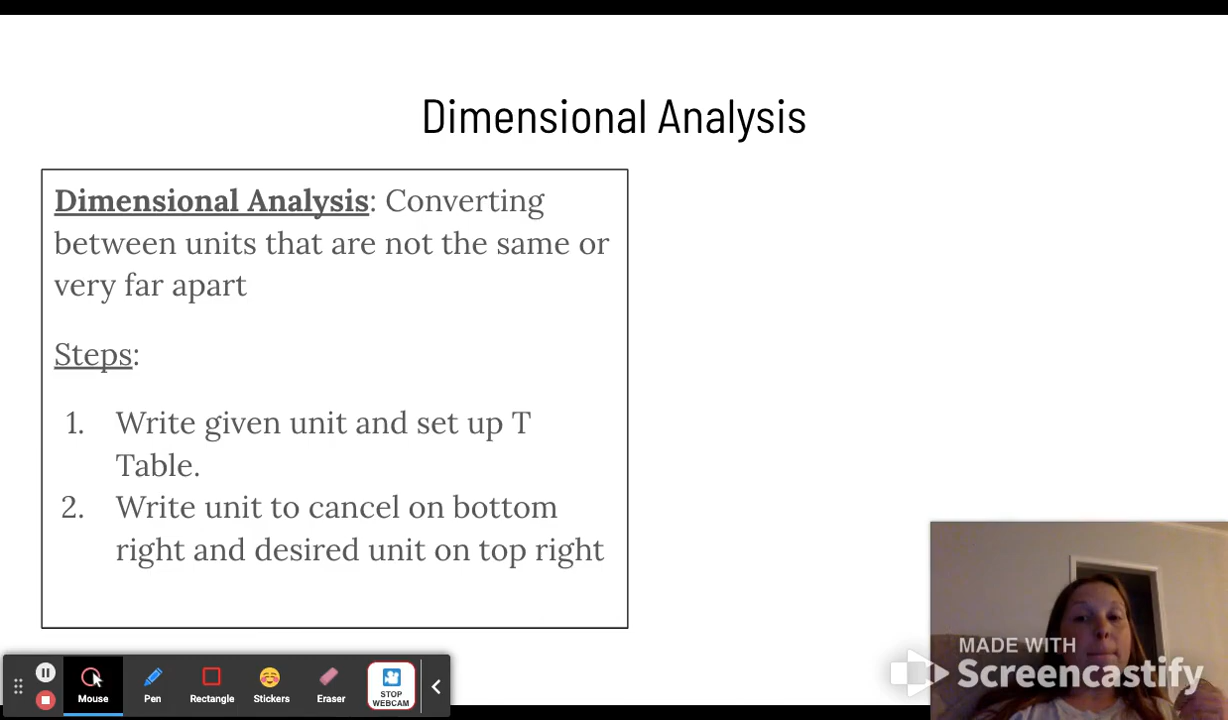 Dimensional Analysis
Dimensional Analysis: Converting
between units that are not the same or
very far apart
Steps:
1. Write given unit and set up T
Table.
2. Write unit to cancel on bottom
right and desired unit on top right
MADE WITH
Screencastify
Mouse
Pen
Rectangle
Stickers
Eraser
STOP
WEBCAM